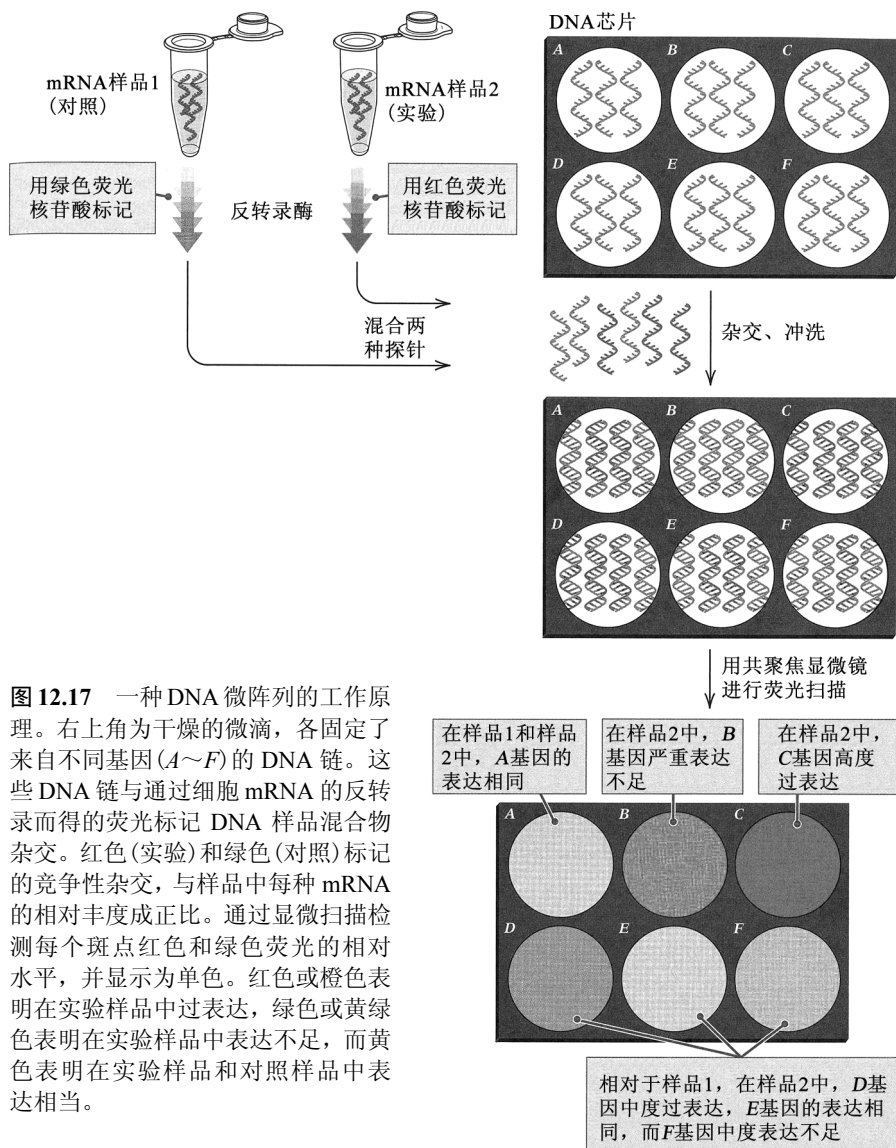 DNA芯片
mRNA样品1
(对照)
mRNA样品2
(实验)
用绿色荧光
核苷酸标记
反转录酶
用红色荧光
核苷酸标记
混合两
种探针
A
B
C
D
E
F
杂交、冲洗
A
B
C
D
E
F
用共聚焦显微镜
进行荧光扫描
在样品1和样品
2中，A基因的
表达相同
在样品2中，B
基因严重表达
不足
在样品2中，
C基因高度
过表达
A
B
C
D
E
F
相对于样品1，在样品2中，D基
因中度过表达，E基因的表达相
同，而F基因中度表达不足
图12.17 一种DNA微阵列的工作原
理。右上角为干燥的微滴，各固定了
来自不同基因(A～F)的 DNA 链。这
些DNA链与通过细胞mRNA的反转
录而得的荧光标记 DNA 样品混合物
杂交。红色(实验)和绿色(对照)标记
的竞争性杂交，与样品中每种 mRNA
的相对丰度成正比。通过显微扫描检
测每个斑点红色和绿色荧光的相对
水平，并显示为单色。红色或橙色表
明在实验样品中过表达，绿色或黄绿
色表明在实验样品中表达不足，而黄
色表明在实验样品和对照样品中表
达相当。